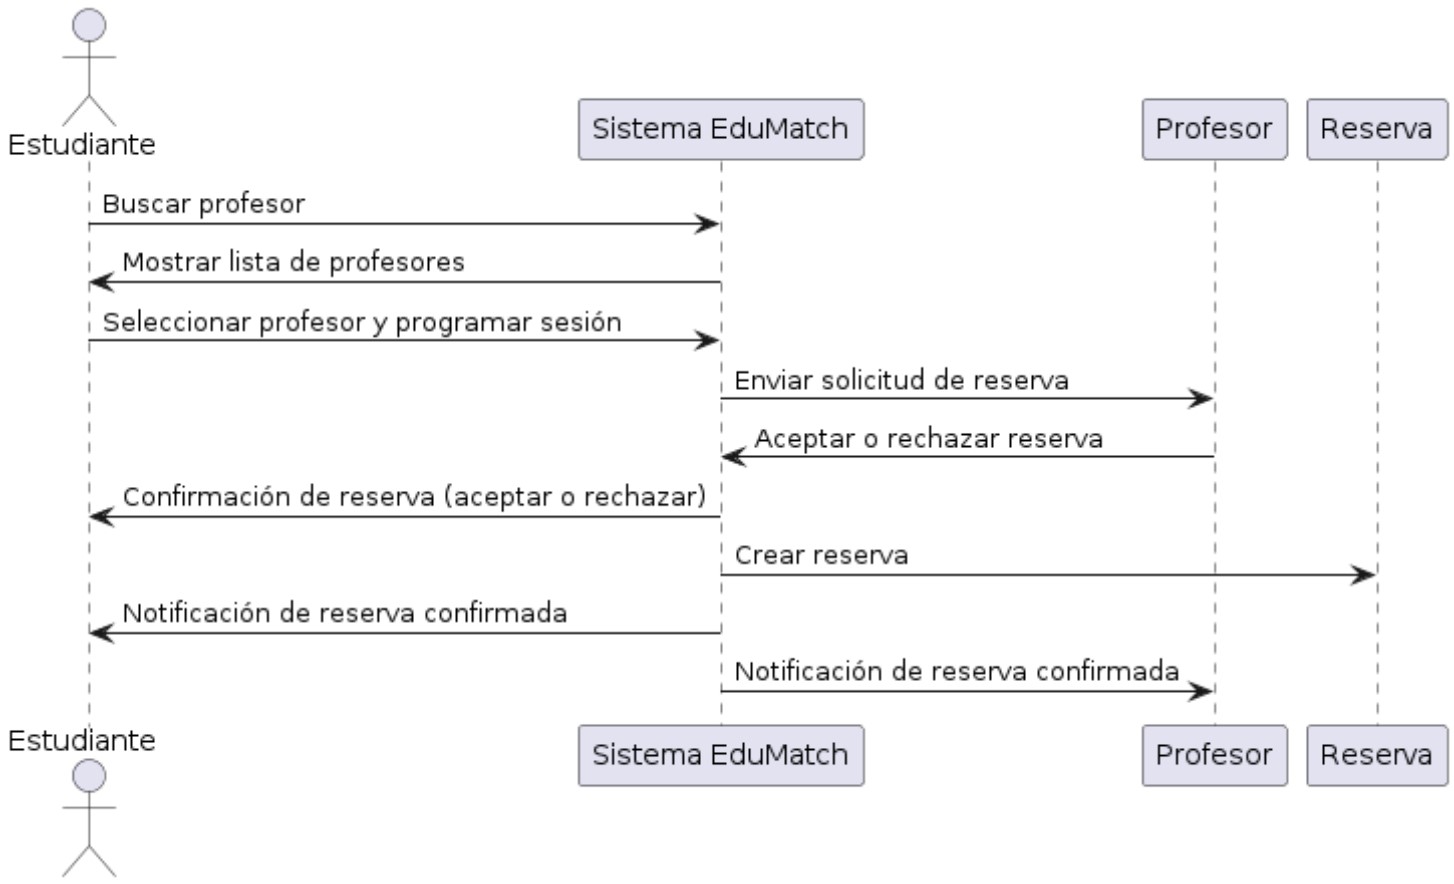 Estudiante
Sistema EduMatch
Profesor
Reserva
Buscar profesor
Mostrar lista de profesores
Seleccionar profesor y programar sesión
Enviar solicitud de reserva
Aceptar o rechazar reserva
Confirmación de reserva (aceptar o rechazar)
Crear reserva
Notificación de reserva confirmada
Notificación de reserva confirmada
Estudiante
Sistema EduMatch
Profesor
Reserva